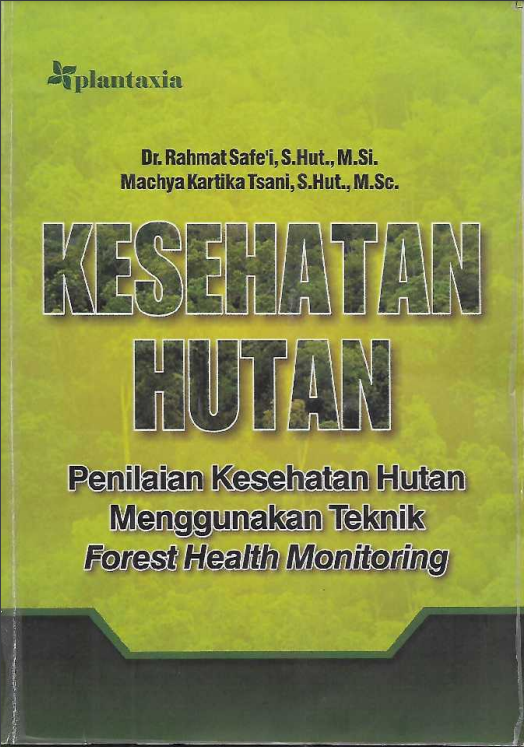 plantaxia
Dr. Rahmat Safe'i, S.Hut., M.Si.
Machya Kartika Tsani, S.Hut., M.Sc.
KESEHATAN
HUTAN
Penilaian Kesehatan Hutan
Menggunakan Teknik
Forest Health Monitoring